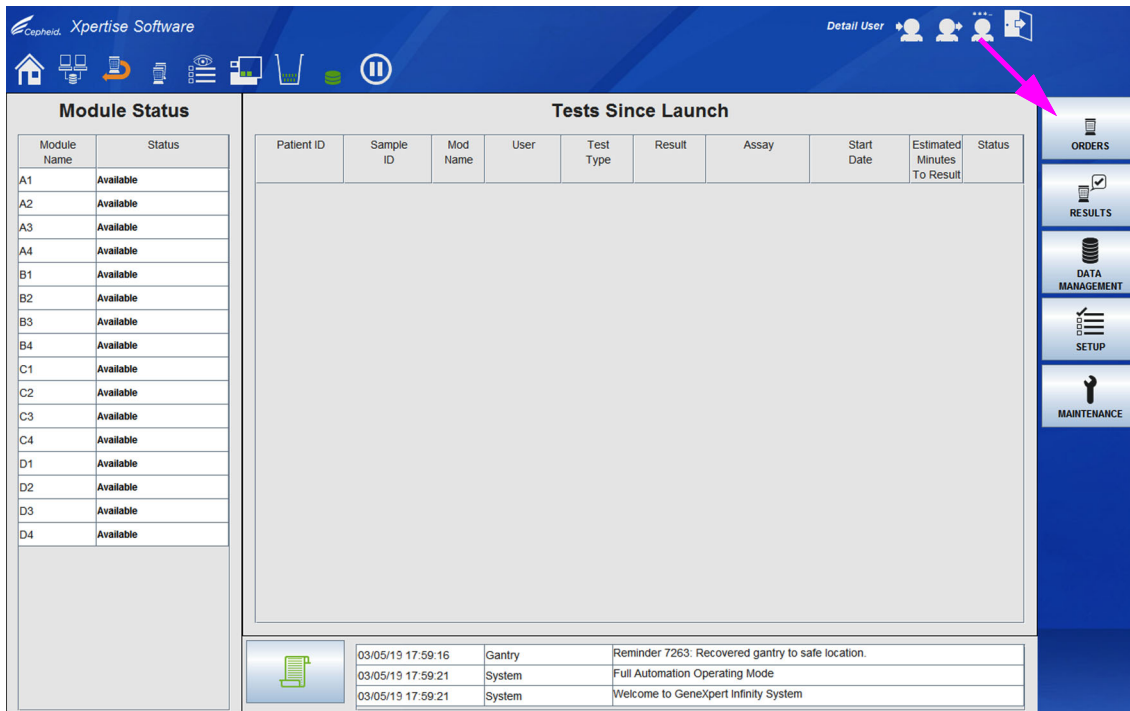 Cepheid. Xpertise Software
Detail User
Module Status
Module Name Status
A1 Available
A2 Available
A3 Available
A4 Available
B1 Available
B2 Available
B3 Available
B4 Available
C1 Available
C2 Available
C3 Available
C4 Available
D1 Available
D2 Available
D3 Available
D4 Available
Tests Since Launch
Patient ID Sample ID Mod Name User Test Type Result Assay Start Date Estimated Minutes To Result Status
ORDERS
RESULTS
DATA
MANAGEMENT
SETUP
MAINTENANCE
03/05/19 17:59:16 Gantry Reminder 7263: Recovered gantry to safe location.
03/05/19 17:59:21 System Full Automation Operating Mode
03/05/19 17:59:21 System Welcome to GeneXpert Infinity System